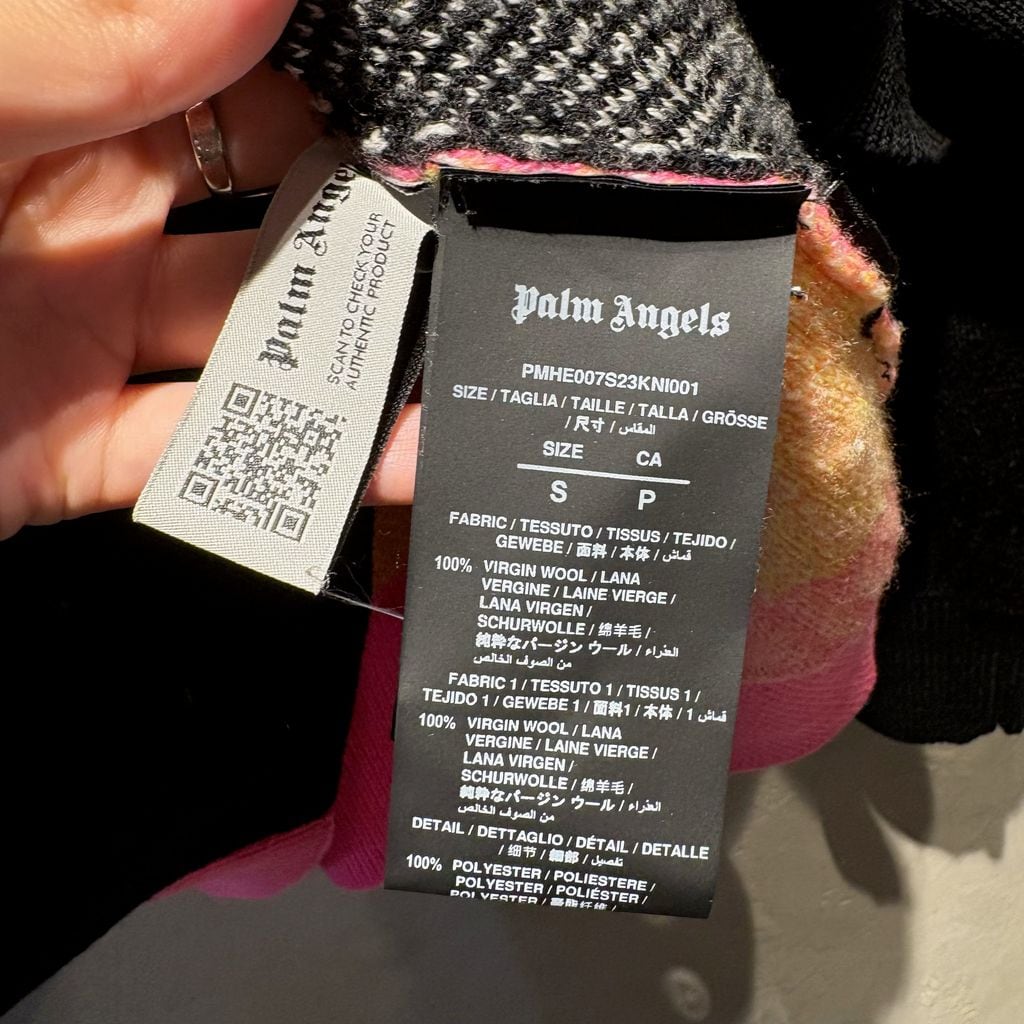 Palm Ange
SCAN TO CHECK YOUR
AUTHENTIC PRODUCT
Palm Angels
PMHE007S23KNI001
SIZE / TAGLIA / TAILLE / TALLA / GRÖSSE
/ 尺寸 / المقاس
SIZE CA
S P
FABRIC / TESSUTO / TISSUS / TEJIDO /
GEWEBE / 面料 / 本体 / قماش
100% VIRGIN WOOL / LANA
VERGINE / LAINE VIERGE /
LANA VIRGEN /
SCHURWOLLE / 绵羊毛 /
純粋なバージン ウール / العذراء
من الصوف الخالص
FABRIC 1 / TESSUTO 1 / TISSUS 1 /
TEJIDO 1 / GEWEBE 1 / 面料1 / 本体 / 1 قماش
100% VIRGIN WOOL / LANA
VERGINE / LAINE VIERGE /
LANA VIRGEN /
SCHURWOLLE / 绵羊毛 /
純粋なバージン ウール / العذراء
من الصوف الخالص
DETAIL / DETTAGLIO / DÉTAIL / DETALLE
/ 细节 / 細部 / تفصيل
100% POLYESTER / POLIESTERE /
POLYESTER / POLIÉSTER /
POLYESTER / 聚酯纤维 /